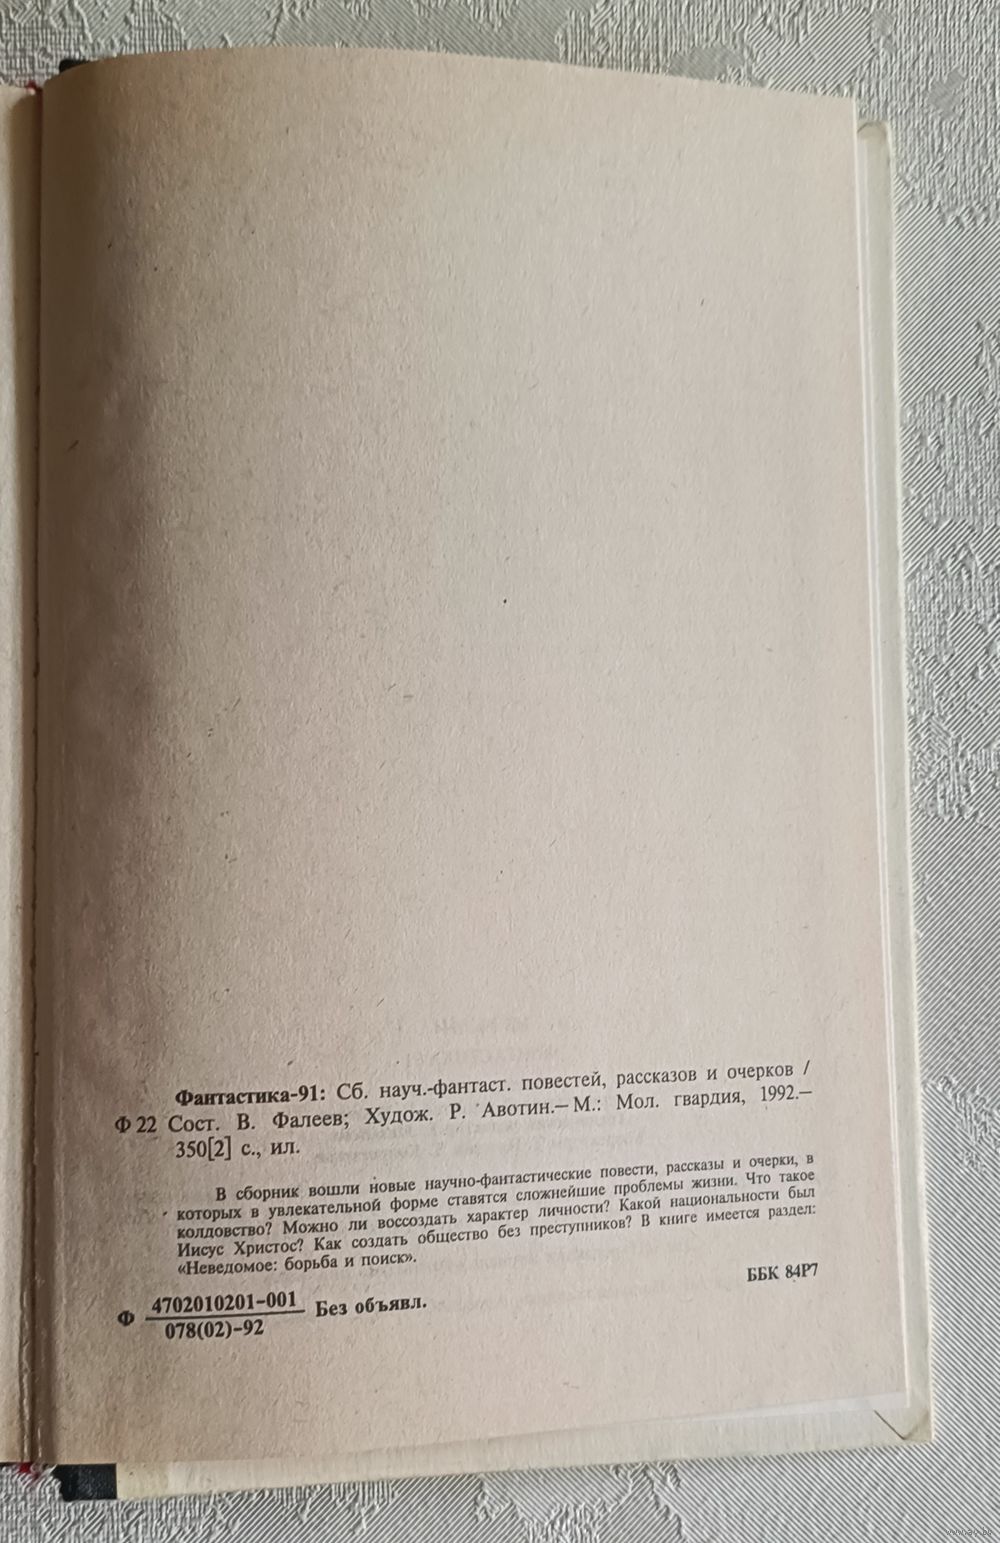 Фантастика-91: Сб. науч.-фантаст. повестей, рассказов и очерков /
Ф 22 Сост. В. Фалеев; Худож. Р. Авотин.— М.: Мол. гвардия, 1992.—
350[2] с., ил.
В сборник вошли новые научно-фантастические повести, рассказы и очерки, в
которых в увлекательной форме ставятся сложнейшие проблемы жизни. Что такое
колдовство? Можно ли воссоздать характер личности? Какой национальности был
Иисус Христос? Как создать общество без преступников? В книге имеется раздел:
«Неведомое: борьба и поиск».
ББК 84Р7
Ф 4702010201-001 Без объявл.
078(02)-92